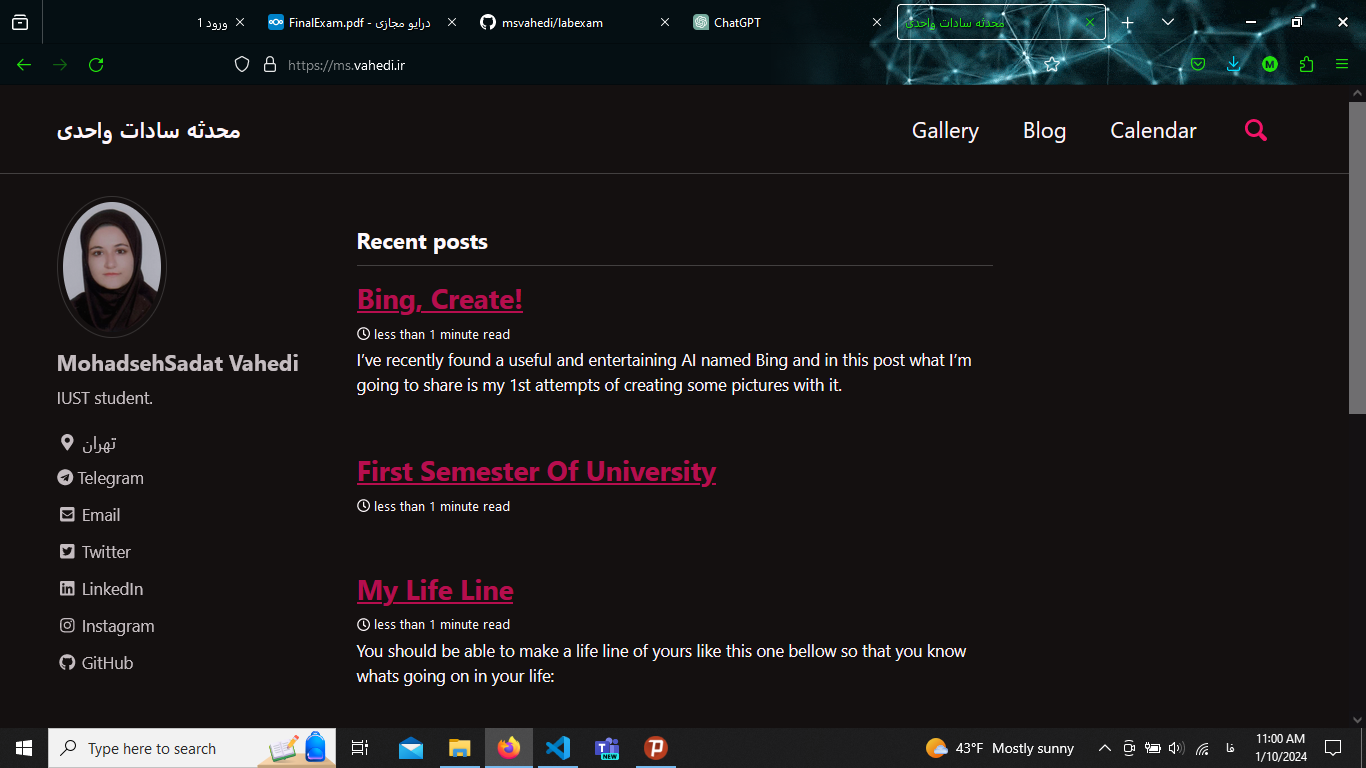 ورود 1
FinalExam.pdf - درایو مجازی
msvahedi/labexam
ChatGPT
محدثه سادات واحدی
https://ms.vahedi.ir
M
محدثه سادات واحدی
Gallery
Blog
Calendar
Recent posts
Bing, Create!
less than 1 minute read
I’ve recently found a useful and entertaining AI named Bing and in this post what I’m
going to share is my 1st attempts of creating some pictures with it.
First Semester Of University
less than 1 minute read
My Life Line
less than 1 minute read
You should be able to make a life line of yours like this one bellow so that you know
whats going on in your life:
MohadsehSadat Vahedi
IUST student.
تهران
Telegram
Email
Twitter
LinkedIn
Instagram
GitHub
Type here to search
NEW
43°F Mostly sunny
فا
11:00 AM
1/10/2024